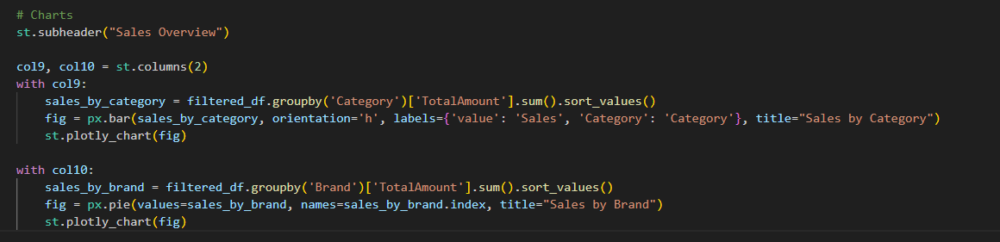 # Charts
st.subheader("Sales Overview")
col9, col10 = st.columns(2)
with col9:
    sales_by_category = filtered_df.groupby('Category')['TotalAmount'].sum().sort_values()
    fig = px.bar(sales_by_category, orientation='h', labels={'value': 'Sales', 'Category': 'Category'}, title="Sales by Category")
    st.plotly_chart(fig)
with col10:
    sales_by_brand = filtered_df.groupby('Brand')['TotalAmount'].sum().sort_values()
    fig = px.pie(values=sales_by_brand, names=sales_by_brand.index, title="Sales by Brand")
    st.plotly_chart(fig)